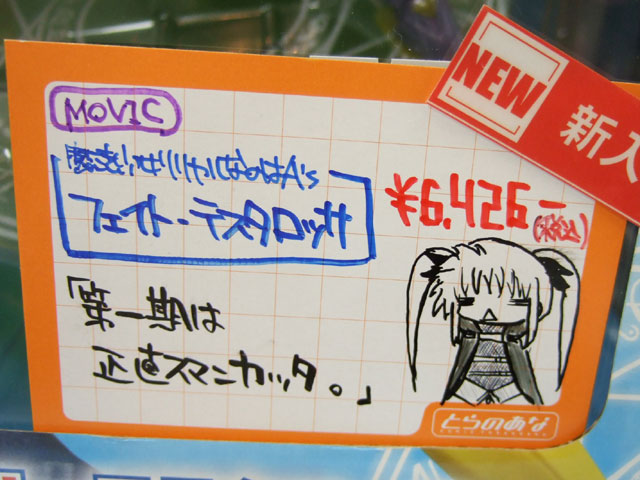 NEW
新入
MOVIC
魔法少女リリカルなのはA's
フェイト・テスタロッサ
¥6,426-
(税込)
「第一期は
正直スマンカッタ。」
とらのあな